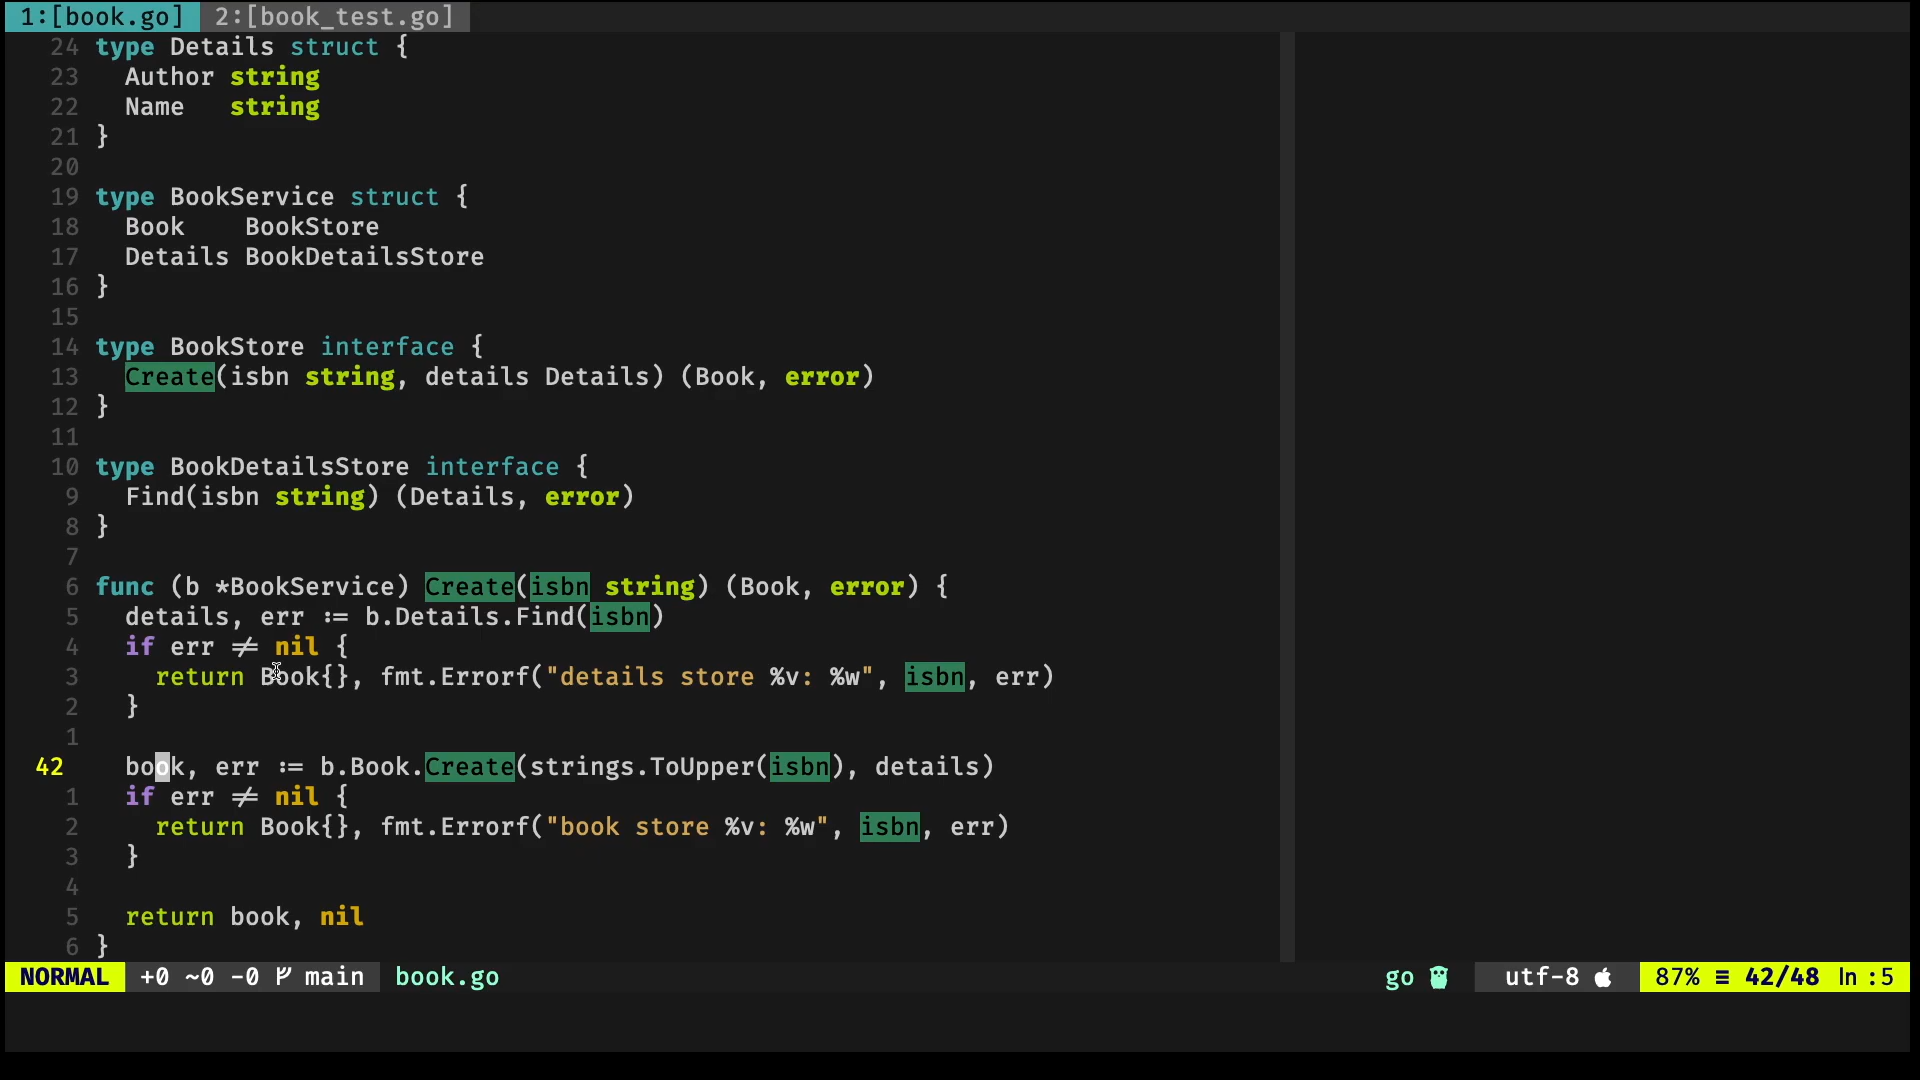 1:[book.go] 2:[book_test.go]
24 type Details struct {
23 Author string
22 Name string
21 }
20
19 type BookService struct {
18 Book BookStore
17 Details BookDetailsStore
16 }
15
14 type BookStore interface {
13 Create(isbn string, details Details) (Book, error)
12 }
11
10 type BookDetailsStore interface {
9 Find(isbn string) (Details, error)
8 }
7
6 func (b *BookService) Create(isbn string) (Book, error) {
5 details, err := b.Details.Find(isbn)
4 if err ≠ nil {
3 return Book{}, fmt.Errorf("details store %v: %w", isbn, err)
2 }
1
42 book, err := b.Book.Create(strings.ToUpper(isbn), details)
1 if err ≠ nil {
2 return Book{}, fmt.Errorf("book store %v: %w", isbn, err)
3 }
4
5 return book, nil
6 }
NORMAL +0 ~0 -0 main book.go go utf-8 87% ≡ 42/48 ln :5